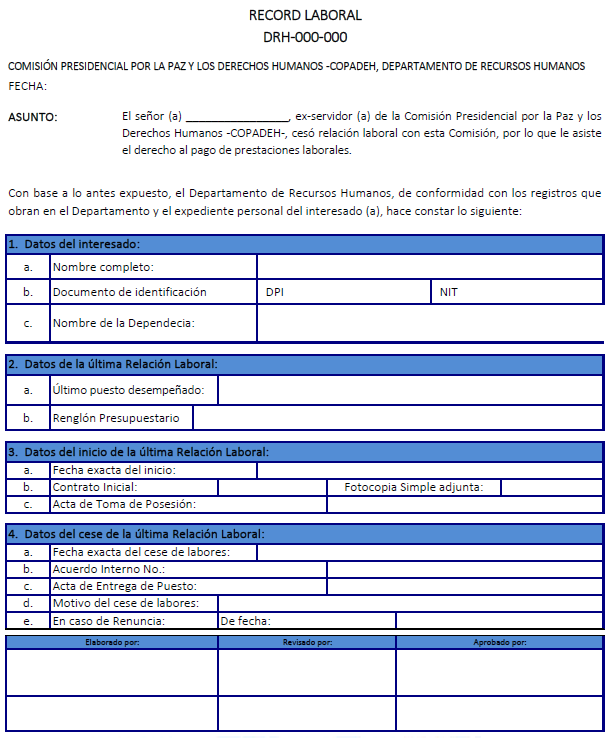 RECORD LABORAL
DRH-000-000
COMISIÓN PRESIDENCIAL POR LA PAZ Y LOS DERECHOS HUMANOS -COPADEH, DEPARTAMENTO DE RECURSOS HUMANOS
FECHA:
ASUNTO: El señor (a) ________________, ex-servidor (a) de la Comisión Presidencial por la Paz y los
Derechos Humanos -COPADEH-, cesó relación laboral con esta Comisión, por lo que le asiste
el derecho al pago de prestaciones laborales.
Con base a lo antes expuesto, el Departamento de Recursos Humanos, de conformidad con los registros que
obran en el Departamento y el expediente personal del interesado (a), hace constar lo siguiente:
1. Datos del interesado:
a. Nombre completo:
b. Documento de identificación DPI NIT
c. Nombre de la Dependecia:
2. Datos de la última Relación Laboral:
a. Último puesto desempeñado:
b. Renglón Presupuestario
3. Datos del inicio de la última Relación Laboral:
a. Fecha exacta del inicio:
b. Contrato Inicial: Fotocopia Simple adjunta:
c. Acta de Toma de Posesión:
4. Datos del cese de la última Relación Laboral:
a. Fecha exacta del cese de labores:
b. Acuerdo Interno No.:
c. Acta de Entrega de Puesto:
d. Motivo del cese de labores:
e. En caso de Renuncia: De fecha:
Elaborado por: Revisado por: Aprobado por: